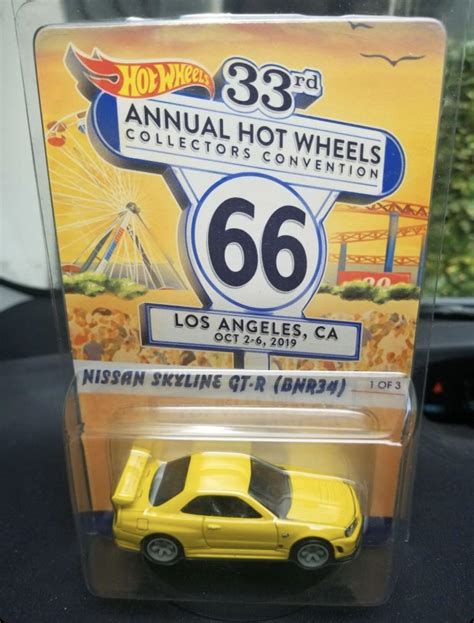 HOT WHEELS
33rd
ANNUAL HOT WHEELS
COLLECTORS CONVENTION
66
LOS ANGELES, CA
OCT 2-6, 2019
NISSAN SKYLINE GT-R (BNR34)
1 OF 3